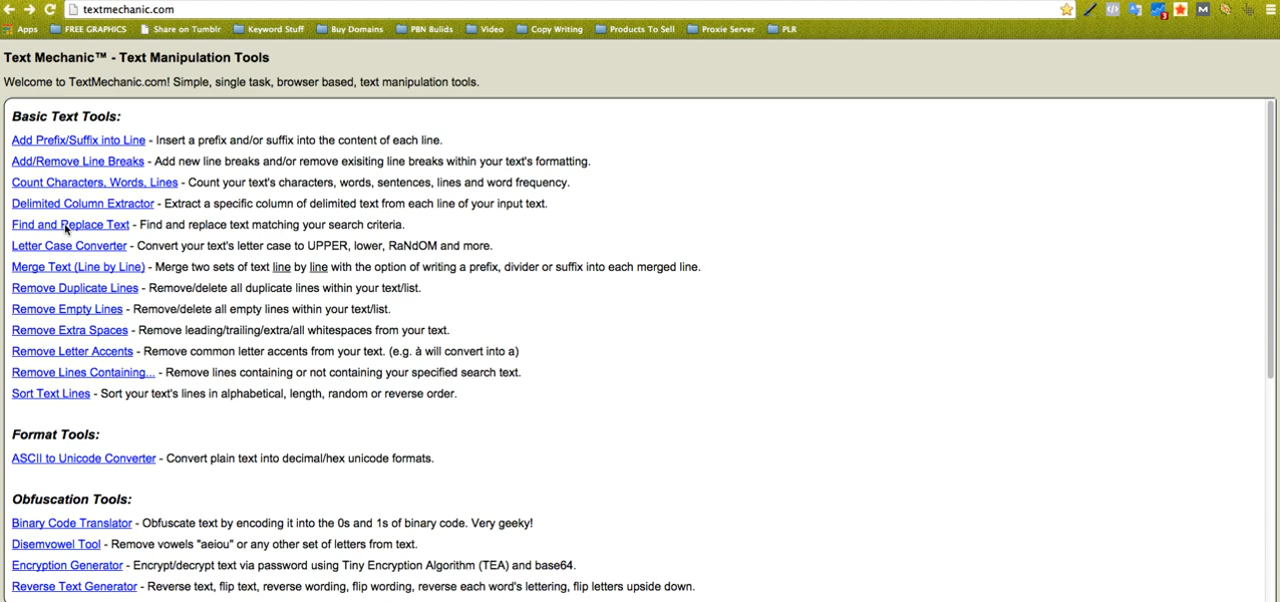 textmechanic.com
Apps FREE GRAPHICS Share on Tumblr Keyword Stuff Buy Domains PBN Bulids Video Copy Writing Products To Sell Proxie Server PLR
Text Mechanic™ - Text Manipulation Tools
Welcome to TextMechanic.com! Simple, single task, browser based, text manipulation tools.
Basic Text Tools:
Add Prefix/Suffix into Line - Insert a prefix and/or suffix into the content of each line.
Add/Remove Line Breaks - Add new line breaks and/or remove exisiting line breaks within your text's formatting.
Count Characters, Words, Lines - Count your text's characters, words, sentences, lines and word frequency.
Delimited Column Extractor - Extract a specific column of delimited text from each line of your input text.
Find and Replace Text - Find and replace text matching your search criteria.
Letter Case Converter - Convert your text's letter case to UPPER, lower, RaNdOM and more.
Merge Text (Line by Line) - Merge two sets of text line by line with the option of writing a prefix, divider or suffix into each merged line.
Remove Duplicate Lines - Remove/delete all duplicate lines within your text/list.
Remove Empty Lines - Remove/delete all empty lines within your text/list.
Remove Extra Spaces - Remove leading/trailing/extra/all whitespaces from your text.
Remove Letter Accents - Remove common letter accents from your text. (e.g. à will convert into a)
Remove Lines Containing... - Remove lines containing or not containing your specified search text.
Sort Text Lines - Sort your text's lines in alphabetical, length, random or reverse order.
Format Tools:
ASCII to Unicode Converter - Convert plain text into decimal/hex unicode formats.
Obfuscation Tools:
Binary Code Translator - Obfuscate text by encoding it into the 0s and 1s of binary code. Very geeky!
Disemvowel Tool - Remove vowels "aeiou" or any other set of letters from text.
Encryption Generator - Encrypt/decrypt text via password using Tiny Encryption Algorithm (TEA) and base64.
Reverse Text Generator - Reverse text, flip text, reverse wording, flip wording, reverse each word's lettering, flip letters upside down.